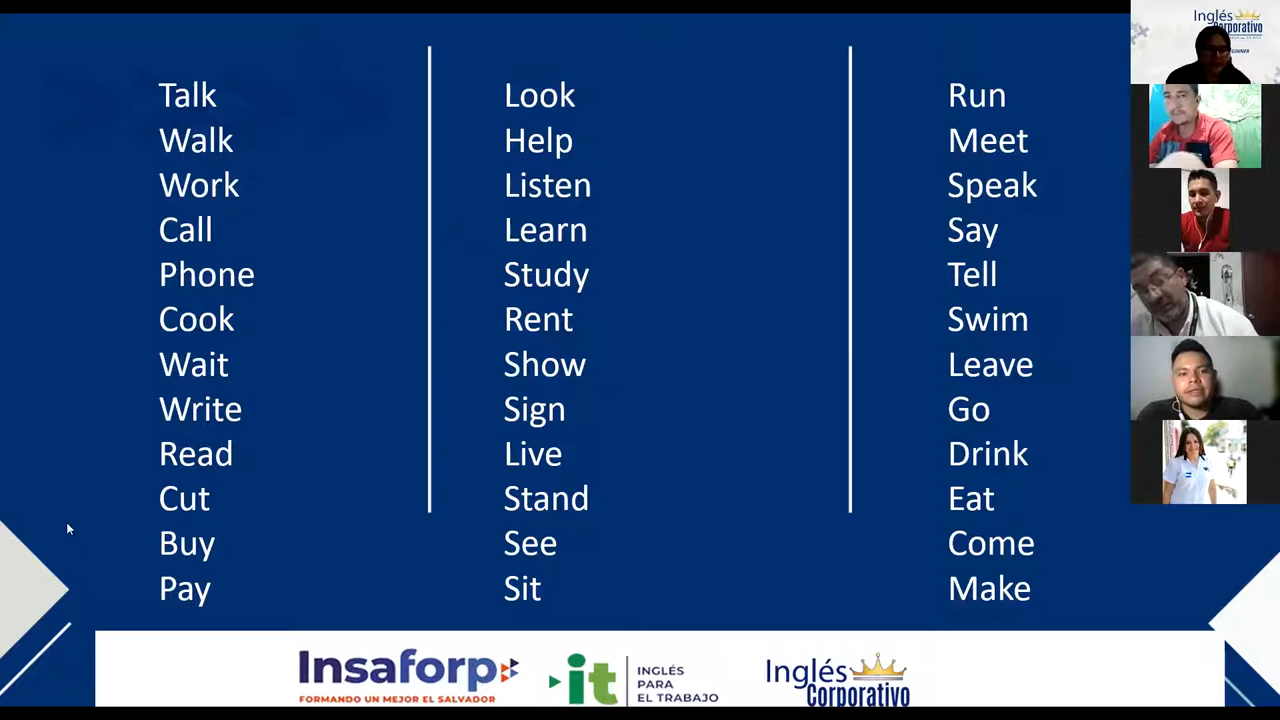 Talk
Walk
Work
Call
Phone
Cook
Wait
Write
Read
Cut
Buy
Pay
Look
Help
Listen
Learn
Study
Rent
Show
Sign
Live
Stand
See
Sit
Run
Meet
Speak
Say
Tell
Swim
Leave
Go
Drink
Eat
Come
Make
Inglés
Corporativo
Insaforp
FORMANDO UN MEJOR EL SALVADOR
it
INGLÉS
PARA
EL TRABAJO
Inglés
Corporativo